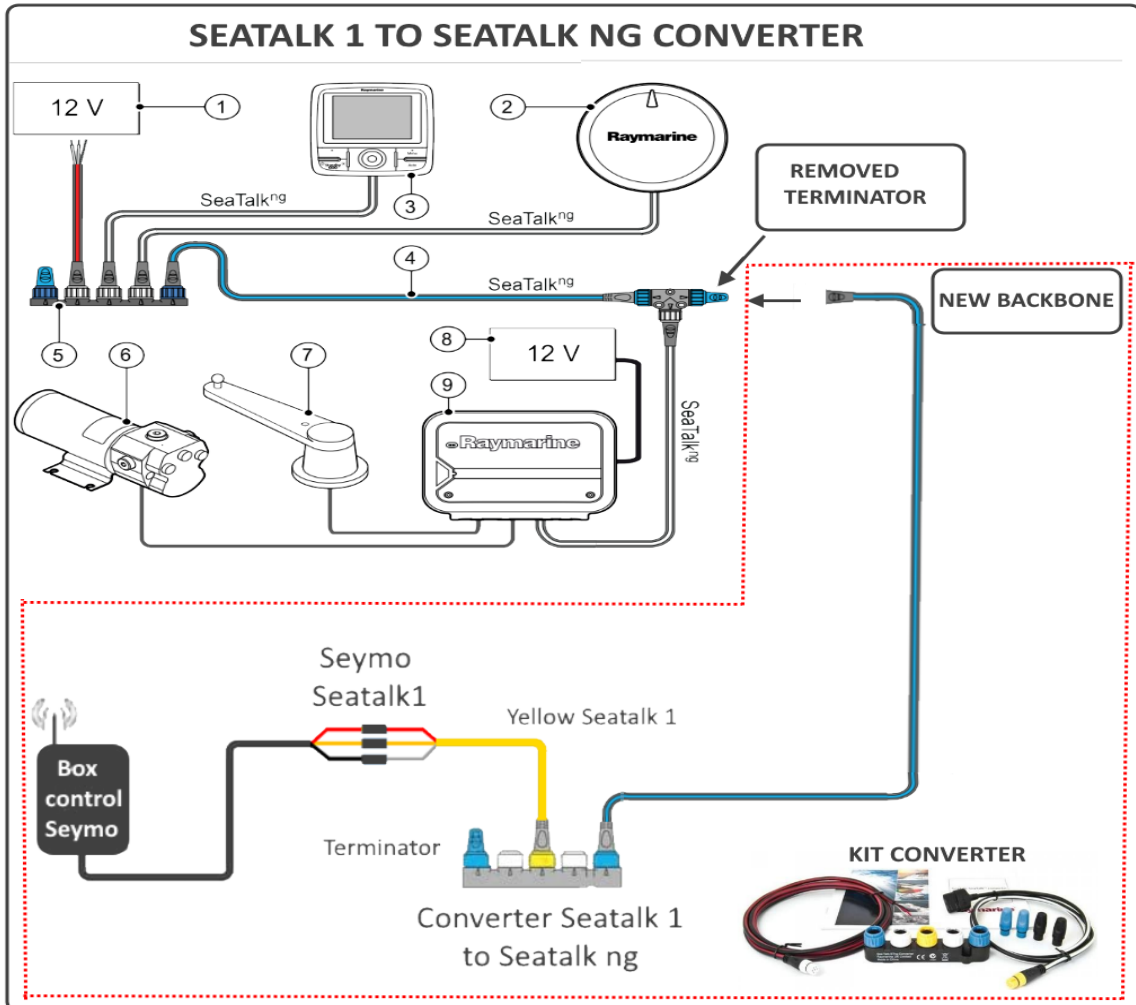 SEATALK 1 TO SEATALK NG CONVERTER
12 V
1
Raymarine
2
Raymarine
3
REMOVED
TERMINATOR
SeaTalkng
SeaTalkng
4
SeaTalkng
NEW BACKBONE
5
6
7
8
12 V
9
Raymarine
SeaTalkng
Seymo
Seatalk1
Yellow Seatalk 1
Box
control
Seymo
Terminator
KIT CONVERTER
Converter Seatalk 1
to Seatalk ng